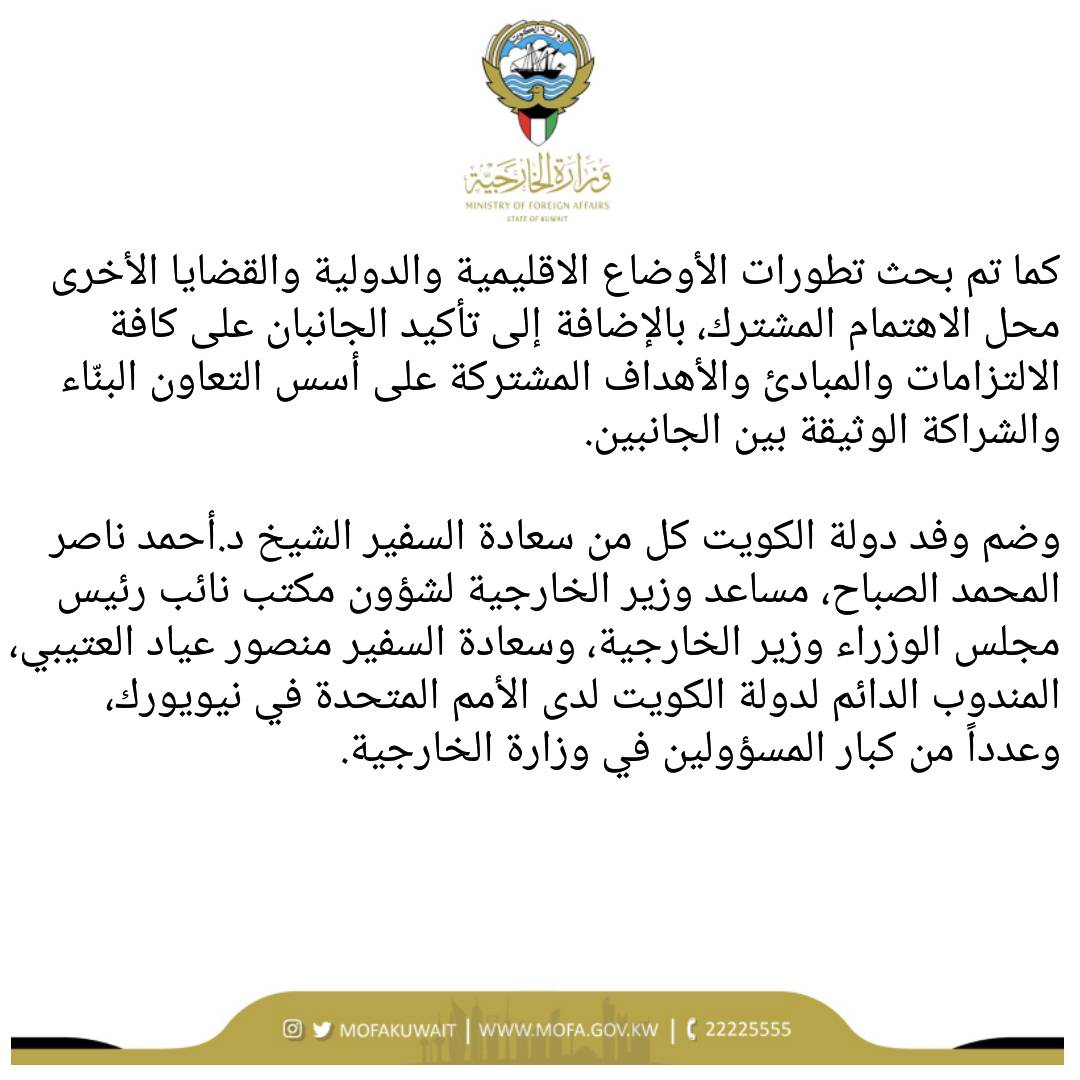 دولة الكويت
وزارة الخارجية
MINISTRY OF FOREIGN AFFAIRS
STATE OF KUWAIT
كما تم بحث تطورات الأوضاع الاقليمية والدولية والقضايا الأخرى
محل الاهتمام المشترك، بالإضافة إلى تأكيد الجانبان على كافة
الالتزامات والمبادئ والأهداف المشتركة على أسس التعاون البنّاء
والشراكة الوثيقة بين الجانبين.
وضم وفد دولة الكويت كل من سعادة السفير الشيخ د.أحمد ناصر
المحمد الصباح، مساعد وزير الخارجية لشؤون مكتب نائب رئيس
مجلس الوزراء وزير الخارجية، وسعادة السفير منصور عياد العتيبي،
المندوب الدائم لدولة الكويت لدى الأمم المتحدة في نيويورك،
وعدداً من كبار المسؤولين في وزارة الخارجية.
MOFAKUWAIT | WWW.MOFA.GOV.KW | 22225555